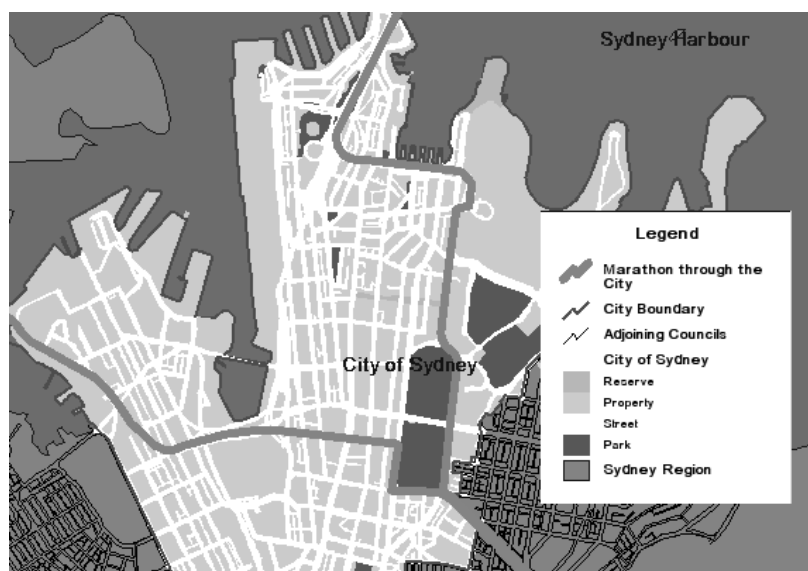 Sydney Harbour
City of Sydney
Legend
Marathon through the
City
City Boundary
Adjoining Councils
City of Sydney
Reserve
Property
Street
Park
Sydney Region